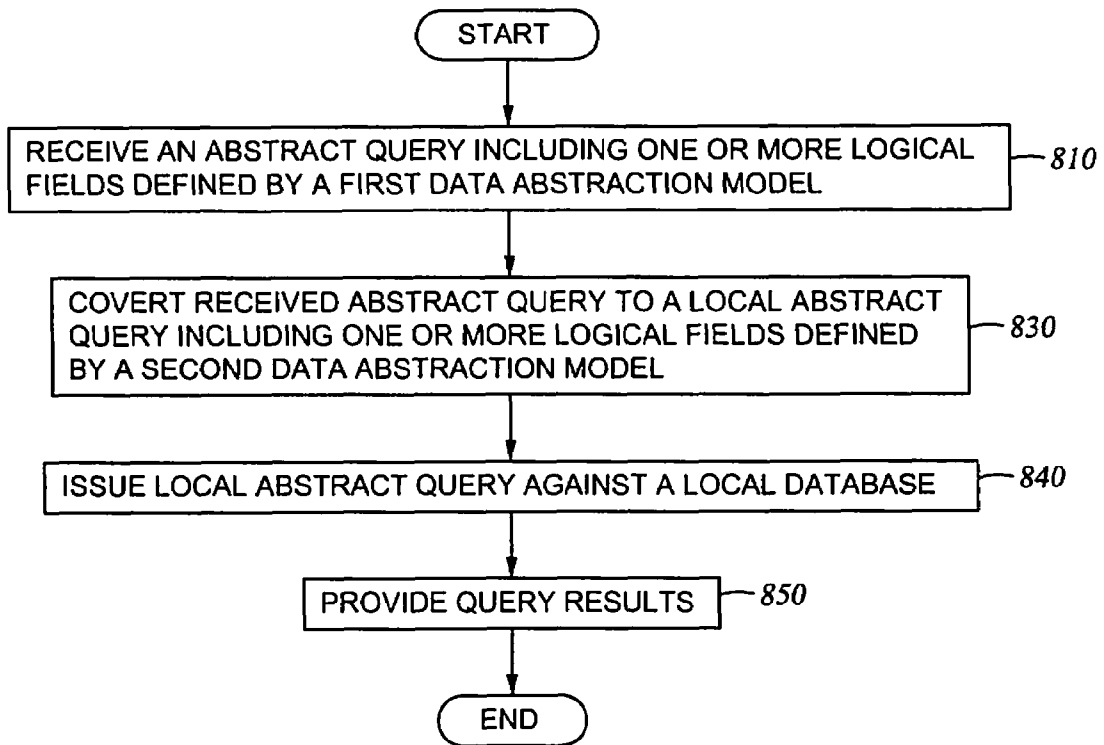 START
RECEIVE AN ABSTRACT QUERY INCLUDING ONE OR MORE LOGICAL
FIELDS DEFINED BY A FIRST DATA ABSTRACTION MODEL
810
COVERT RECEIVED ABSTRACT QUERY TO A LOCAL ABSTRACT
QUERY INCLUDING ONE OR MORE LOGICAL FIELDS DEFINED
BY A SECOND DATA ABSTRACTION MODEL
830
ISSUE LOCAL ABSTRACT QUERY AGAINST A LOCAL DATABASE
840
PROVIDE QUERY RESULTS
850
END